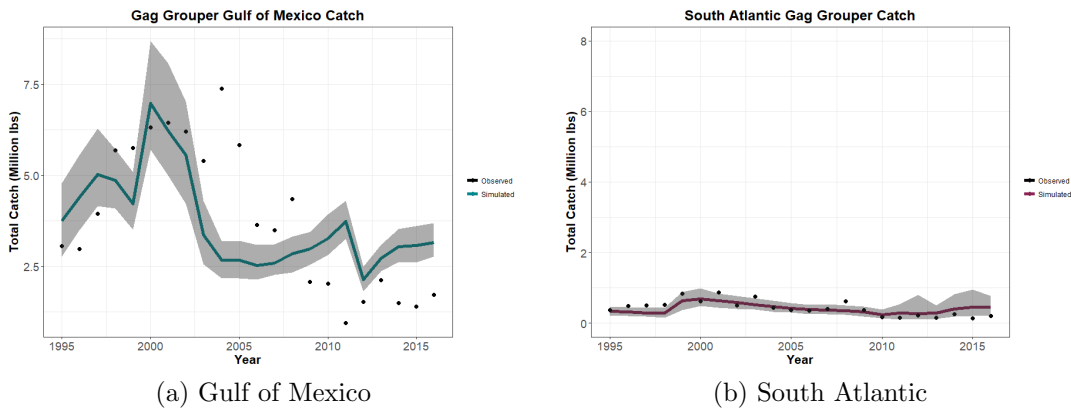 Gag Grouper Gulf of Mexico Catch
7.5
5.0
2.5
Total Catch (Million lbs)
1995
2000
2005
2010
2015
Year
Observed
Simulated
(a) Gulf of Mexico
South Atlantic Gag Grouper Catch
8
6
4
2
0
Total Catch (Million lbs)
1995
2000
2005
2010
2015
Year
Observed
Simulated
(b) South Atlantic